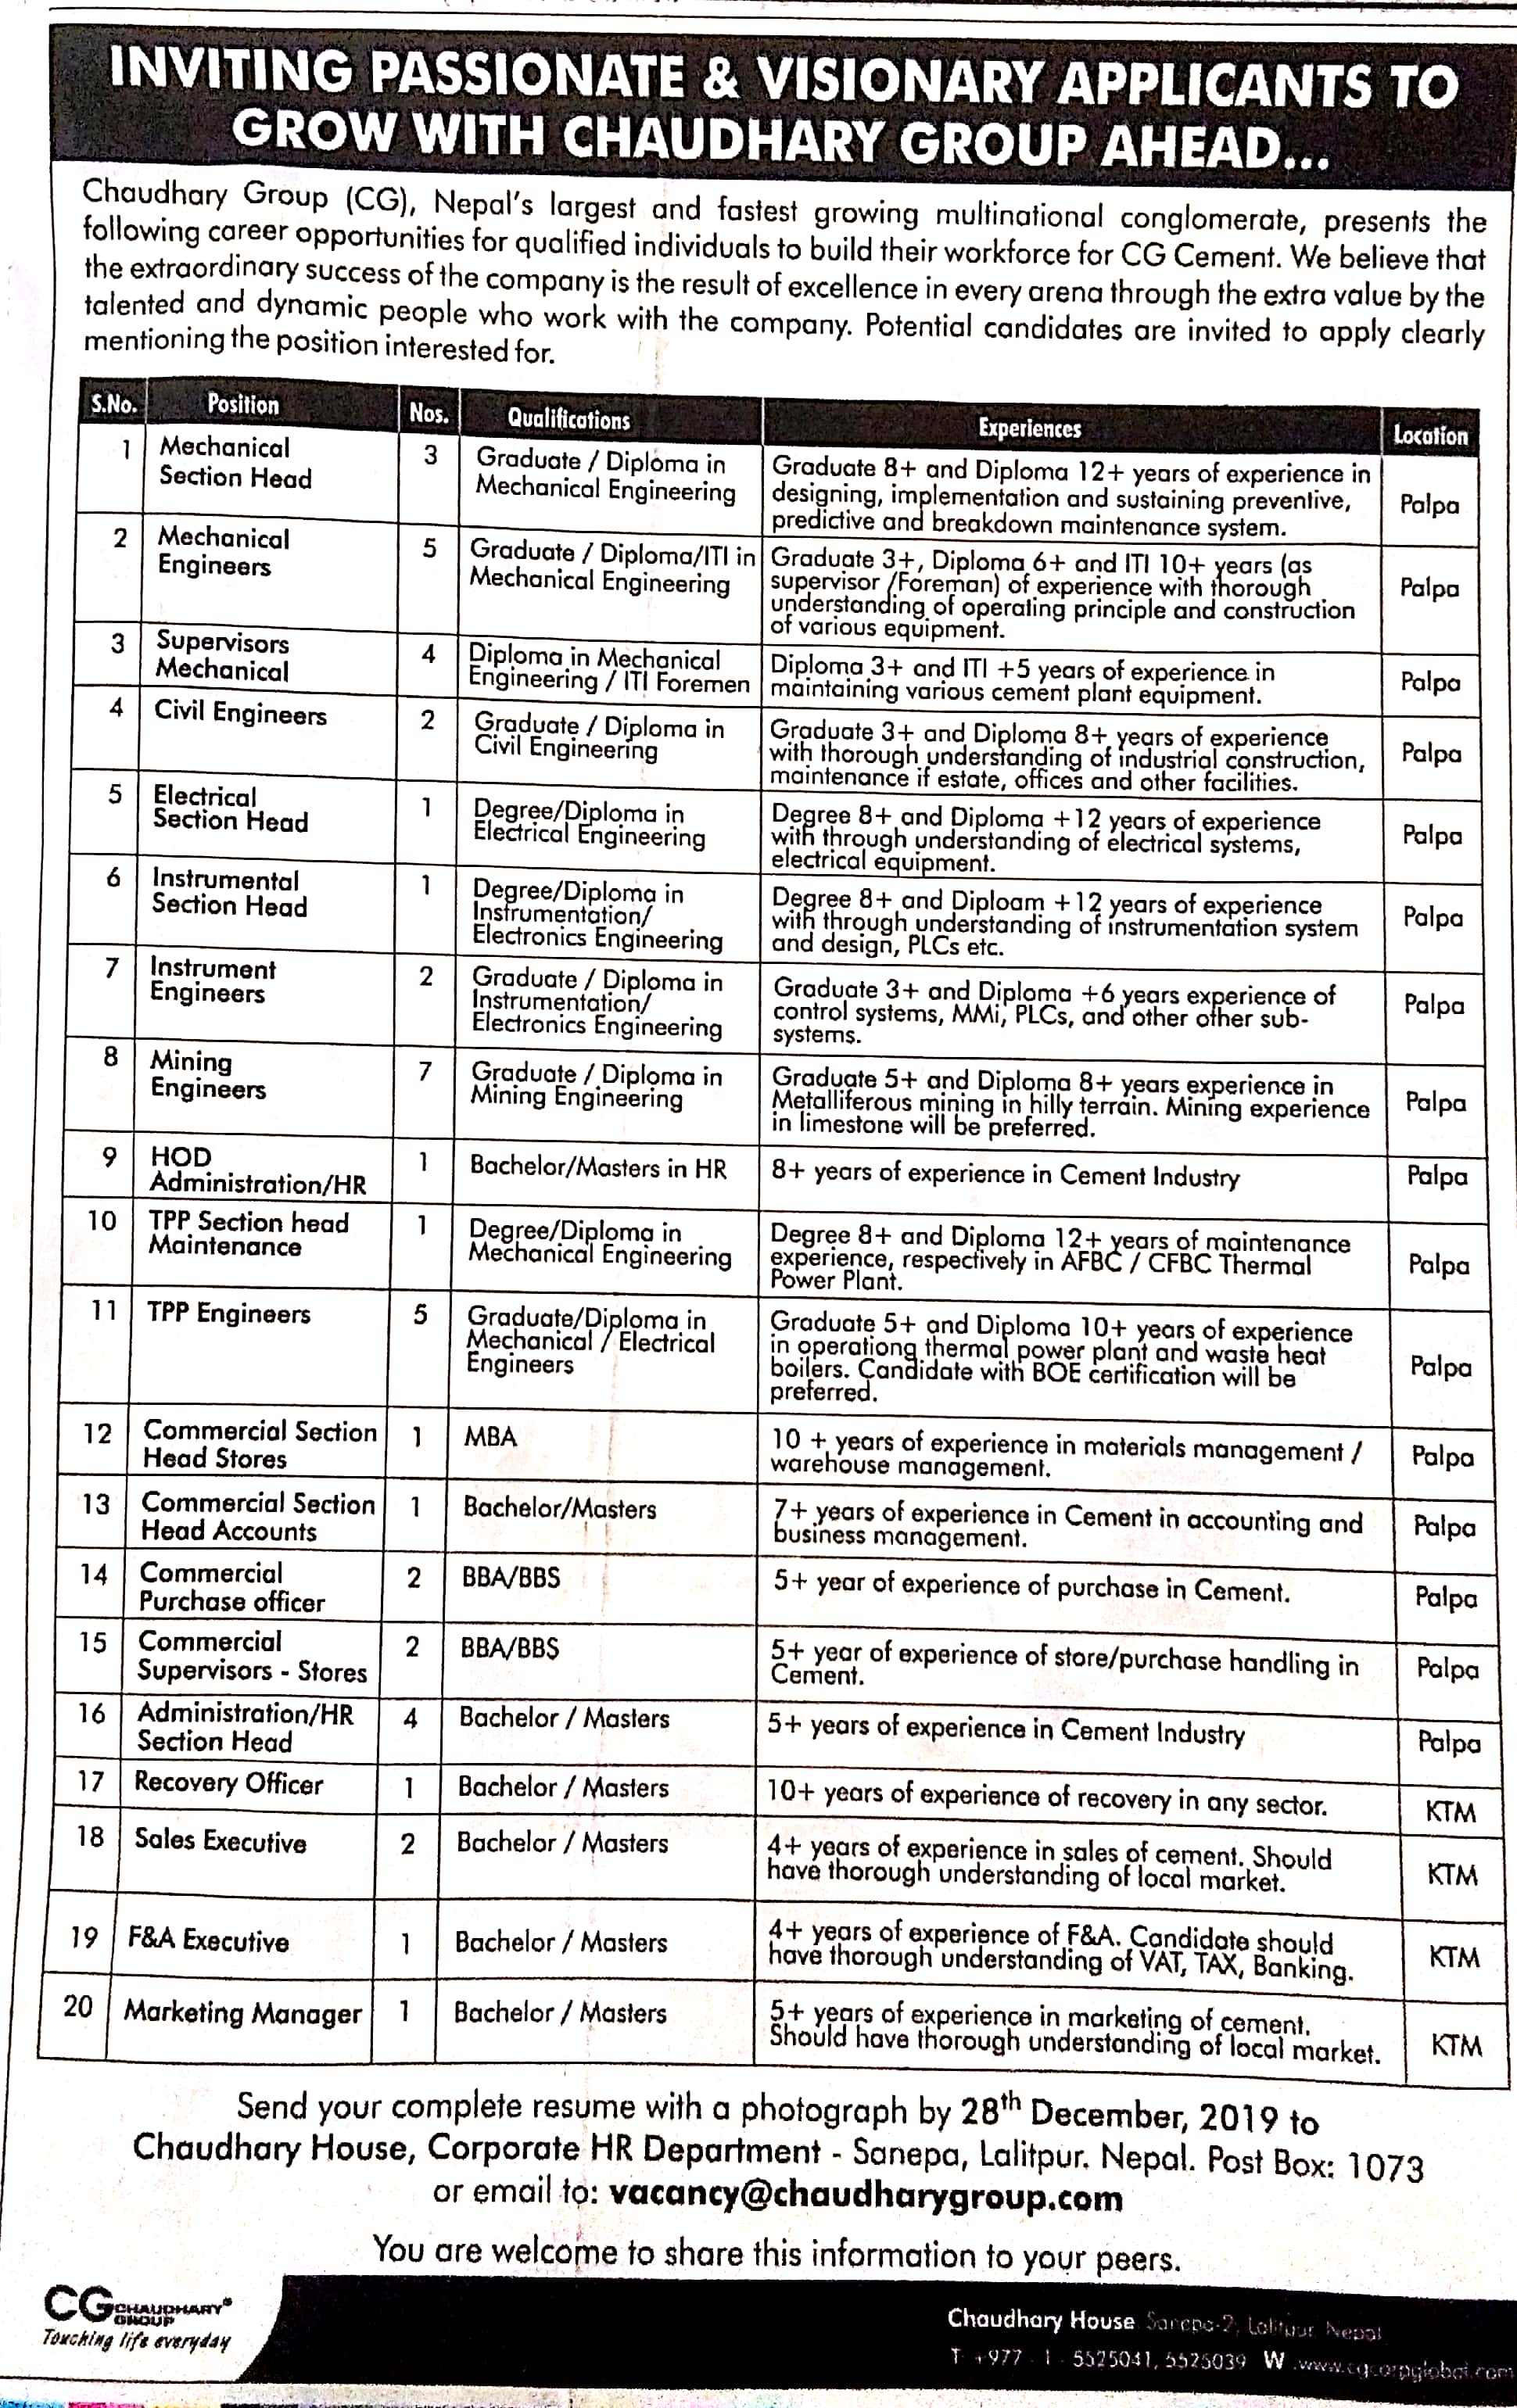 INVITING PASSIONATE & VISIONARY APPLICANTS TO
GROW WITH CHAUDHARY GROUP AHEAD...
Chaudhary Group (CG), Nepal's largest and fastest growing multinational conglomerate, presents the
following career opportunities for qualified individuals to build their workforce for CG Cement. We believe that
the extraordinary success of the company is the result of excellence in every arena through the extra value by the
talented and dynamic people who work with the company. Potential candidates are invited to apply clearly
mentioning the position interested for.
S.No. Position Nos. Qualifications Experiences Location
1 Mechanical 3 Graduate / Diploma in Graduate 8+ and Diploma 12+ years of experience in Palpa
Section Head Mechanical Engineering designing, implementation and sustaining preventive,
predictive and breakdown maintenance system.
2 Mechanical 5 Graduate / Diploma/ITI in Graduate 3+, Diploma 6+ and ITI 10+ years (as Palpa
Engineers Mechanical Engineering supervisor /Foreman) of experience with thorough
understanding of operating principle and construction
of various equipment.
3 Supervisors 4 Diploma in Mechanical Diploma 3+ and ITI +5 years of experience in Palpa
Mechanical Engineering / ITI Foremen maintaining various cement plant equipment.
4 Civil Engineers 2 Graduate / Diploma in Graduate 3+ and Diploma 8+ years of experience Palpa
Civil Engineering with thorough understanding of industrial construction,
maintenance if estate, offices and other facilities.
5 Electrical 1 Degree/Diploma in Degree 8+ and Diploma +12 years of experience Palpa
Section Head Electrical Engineering with through understanding of electrical systems,
electrical equipment.
6 Instrumental 1 Degree/Diploma in Degree 8+ and Diploam +12 years of experience Palpa
Section Head Instrumentation/ with through understanding of instrumentation system
Electronics Engineering and design, PLCs etc.
7 Instrument 2 Graduate / Diploma in Graduate 3+ and Diploma +6 years experience of Palpa
Engineers Instrumentation/ control systems, MMi, PLCs, and other other sub-
Electronics Engineering systems.
8 Mining 7 Graduate / Diploma in Graduate 5+ and Diploma 8+ years experience in Palpa
Engineers Mining Engineering Metalliferous mining in hilly terrain. Mining experience
in limestone will be preferred.
9 HOD 1 Bachelor/Masters in HR 8+ years of experience in Cement Industry Palpa
Administration/HR
10 TPP Section head 1 Degree/Diploma in Degree 8+ and Diploma 12+ years of maintenance Palpa
Maintenance Mechanical Engineering experience, respectively in AFBC / CFBC Thermal
Power Plant.
11 TPP Engineers 5 Graduate/Diploma in Graduate 5+ and Diploma 10+ years of experience Palpa
Mechanical / Electrical in operationg thermal power plant and waste heat
Engineers boilers. Candidate with BOE certification will be
preferred.
12 Commercial Section 1 MBA 10 + years of experience in materials management / Palpa
Head Stores warehouse management.
13 Commercial Section 1 Bachelor/Masters 7+ years of experience in Cement in accounting and Palpa
Head Accounts business management.
14 Commercial 2 BBA/BBS 5+ year of experience of purchase in Cement. Palpa
Purchase officer
15 Commercial 2 BBA/BBS 5+ year of experience of store/purchase handling in Palpa
Supervisors - Stores Cement.
16 Administration/HR 4 Bachelor / Masters 5+ years of experience in Cement Industry Palpa
Section Head
17 Recovery Officer 1 Bachelor / Masters 10+ years of experience of recovery in any sector. KTM
18 Sales Executive 2 Bachelor / Masters 4+ years of experience in sales of cement. Should KTM
have thorough understanding of local market.
19 F&A Executive 1 Bachelor / Masters 4+ years of experience of F&A. Candidate should KTM
have thorough understanding of VAT, TAX, Banking.
20 Marketing Manager 1 Bachelor / Masters 5+ years of experience in marketing of cement. KTM
Should have thorough understanding of local market.
Send your complete resume with a photograph by 28th December, 2019 to
Chaudhary House, Corporate HR Department - Sanepa, Lalitpur. Nepal. Post Box: 1073
or email to: vacancy@chaudharygroup.com
You are welcome to share this information to your peers.
CG CHAUDHARY
GROUP
Touching life everyday
Chaudhary House Sanepa-2, Lalitpur Nepal
T +977 - 1 - 5525041, 5525039 W www.cgcorpglobal.com